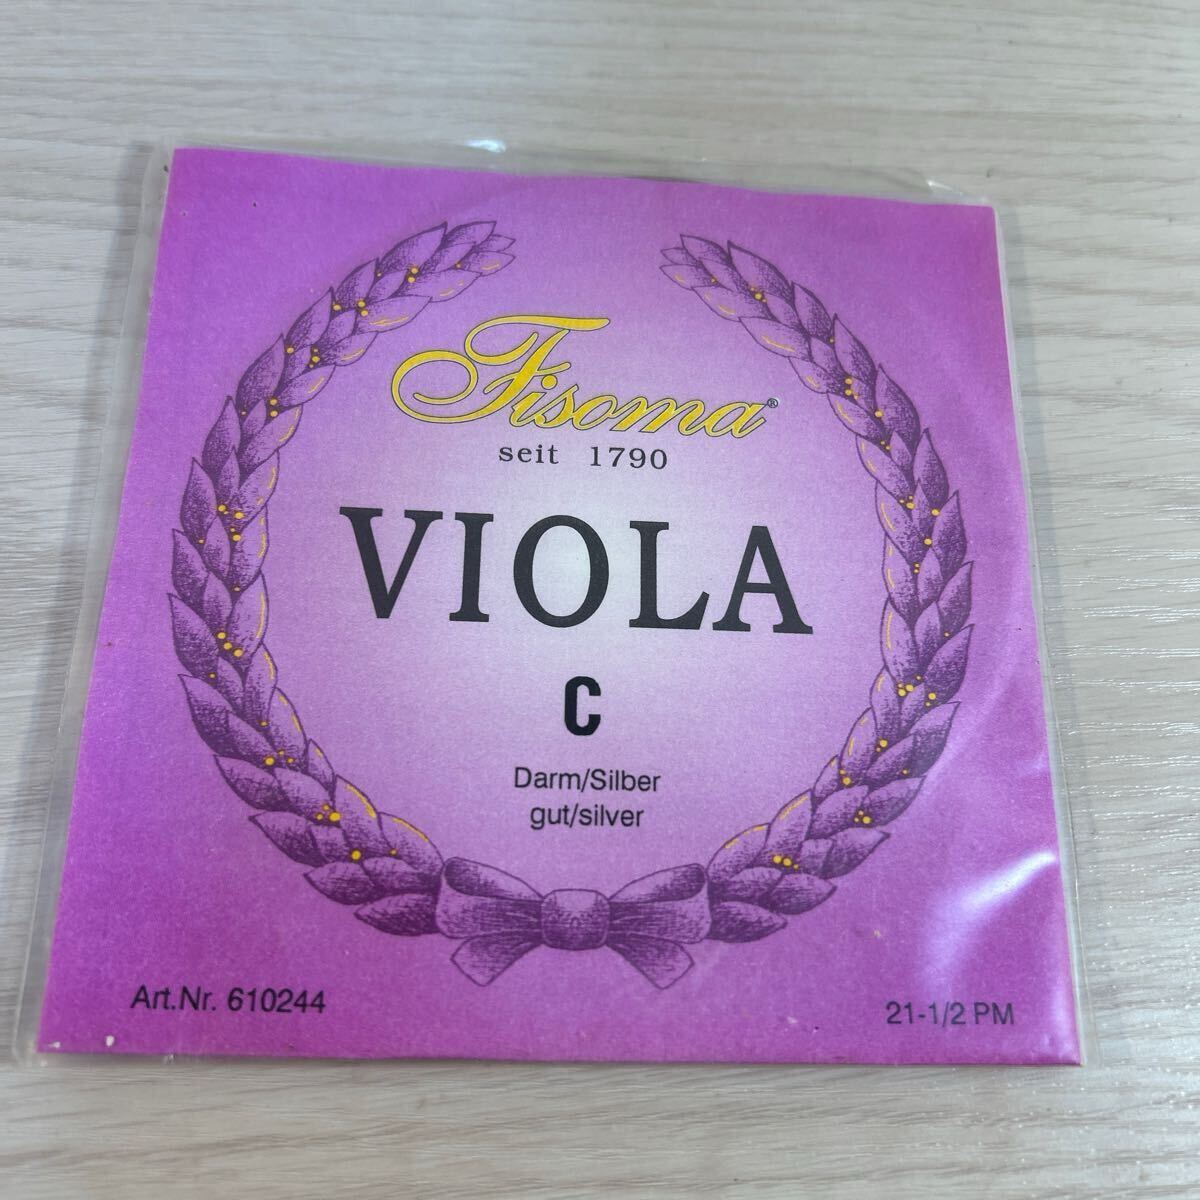 Fisoma®
seit 1790
VIOLA
C
Darm/Silber
gut/silver
Art.Nr. 610244
21-1/2 PM